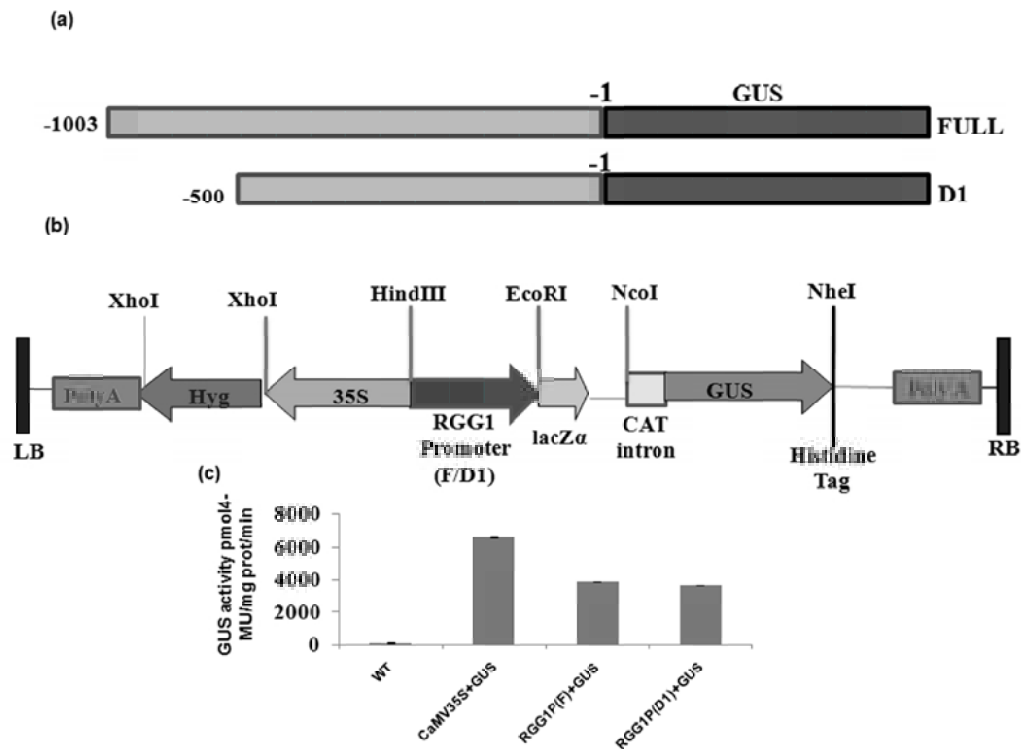 (a)
-1
GUS
-1003
FULL
-1
-500
D1
(b)
XhoI
XhoI
HindIII
EcoRI
NcoI
NheI
PolyA
Hyg
35S
GUS
PolyA
LB
RGG1
Promoter
(F/D1)
lacZα
CAT
intron
Histidine
Tag
RB
(c)
GUS activity pmol4-
MU/mg prot/min
8000
6000
4000
2000
0
WT
CaMV35S+GUS
RGG1P(F)+GUS
RGG1P(D1)+GUS